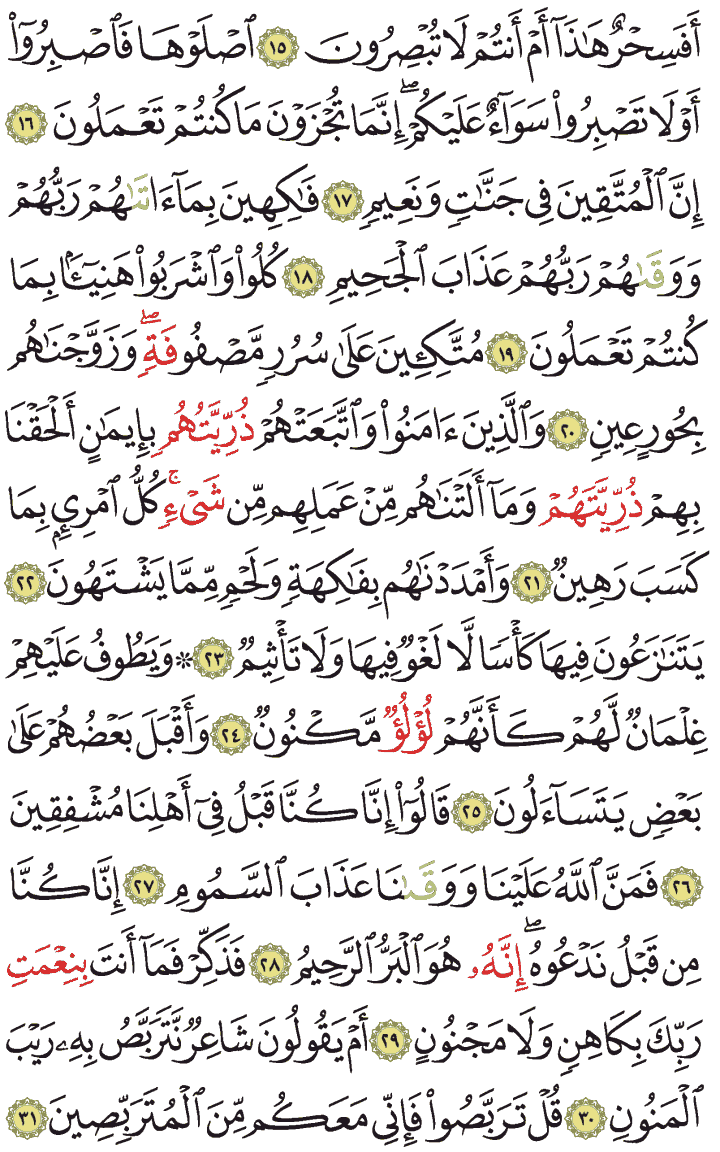 أَفَسِحْرٌ هَٰذَآ أَمْ أَنتُمْ لَا تُبْصِرُونَ ١٥ ٱصْلَوْهَا فَٱصْبِرُوٓا۟
أَوْ لَا تَصْبِرُوا۟ سَوَآءٌ عَلَيْكُمْ ۖ إِنَّمَا تُجْزَوْنَ مَا كُنتُمْ تَعْمَلُونَ ١٦
إِنَّ ٱلْمُتَّقِينَ فِى جَنَّٰتٍ وَنَعِيمٍ ١٧ فَٰكِهِينَ بِمَآ ءَاتَىٰهُمْ رَبُّهُمْ
وَوَقَىٰهُمْ رَبُّهُمْ عَذَابَ ٱلْجَحِيمِ ١٨ كُلُوا۟ وَٱشْرَبُوا۟ هَنِيٓـًٔۢا بِمَا
كُنتُمْ تَعْمَلُونَ ١٩ مُتَّكِـِٔينَ عَلَىٰ سُرُرٍ مَّصْفُوفَةٍ ۖ وَزَوَّجْنَٰهُم
بِحُورٍ عِينٍ ٢٠ وَٱلَّذِينَ ءَامَنُوا۟ وَٱتَّبَعَتْهُمْ ذُرِّيَّتُهُم بِإِيمَٰنٍ أَلْحَقْنَا
بِهِمْ ذُرِّيَّتَهُمْ وَمَآ أَلَتْنَٰهُم مِّنْ عَمَلِهِم مِّن شَىْءٍ ۚ كُلُّ ٱمْرِئٍۭ بِمَا
كَسَبَ رَهِينٌ ٢١ وَأَمْدَدْنَٰهُم بِفَٰكِهَةٍ وَلَحْمٍ مِّمَّا يَشْتَهُونَ ٢٢
يَتَنَٰزَعُونَ فِيهَا كَأْسًا لَّا لَغْوٌ فِيهَا وَلَا تَأْثِيمٌ ٢٣ ۞ وَيَطُوفُ عَلَيْهِمْ
غِلْمَانٌ لَّهُمْ كَأَنَّهُمْ لُؤْلُؤٌ مَّكْنُونٌ ٢٤ وَأَقْبَلَ بَعْضُهُمْ عَلَىٰ
بَعْضٍ يَتَسَآءَلُونَ ٢٥ قَالُوٓا۟ إِنَّا كُنَّا قَبْلُ فِىٓ أَهْلِنَا مُشْفِقِينَ
٢٦ فَمَنَّ ٱللَّهُ عَلَيْنَا وَوَقَىٰنَا عَذَابَ ٱلسَّمُومِ ٢٧ إِنَّا كُنَّا
مِن قَبْلُ نَدْعُوهُ ۖ إِنَّهُۥ هُوَ ٱلْبَرُّ ٱلرَّحِيمُ ٢٨ فَذَكِّرْ فَمَآ أَنتَ بِنِعْمَتِ
رَبِّكَ بِكَاهِنٍ وَلَا مَجْنُونٍ ٢٩ أَمْ يَقُولُونَ شَاعِرٌ نَّتَرَبَّصُ بِهِۦ رَيْبَ
ٱلْمَنُونِ ٣٠ قُلْ تَرَبَّصُوا۟ فَإِنِّى مَعَكُم مِّنَ ٱلْمُتَرَبِّصِينَ ٣١